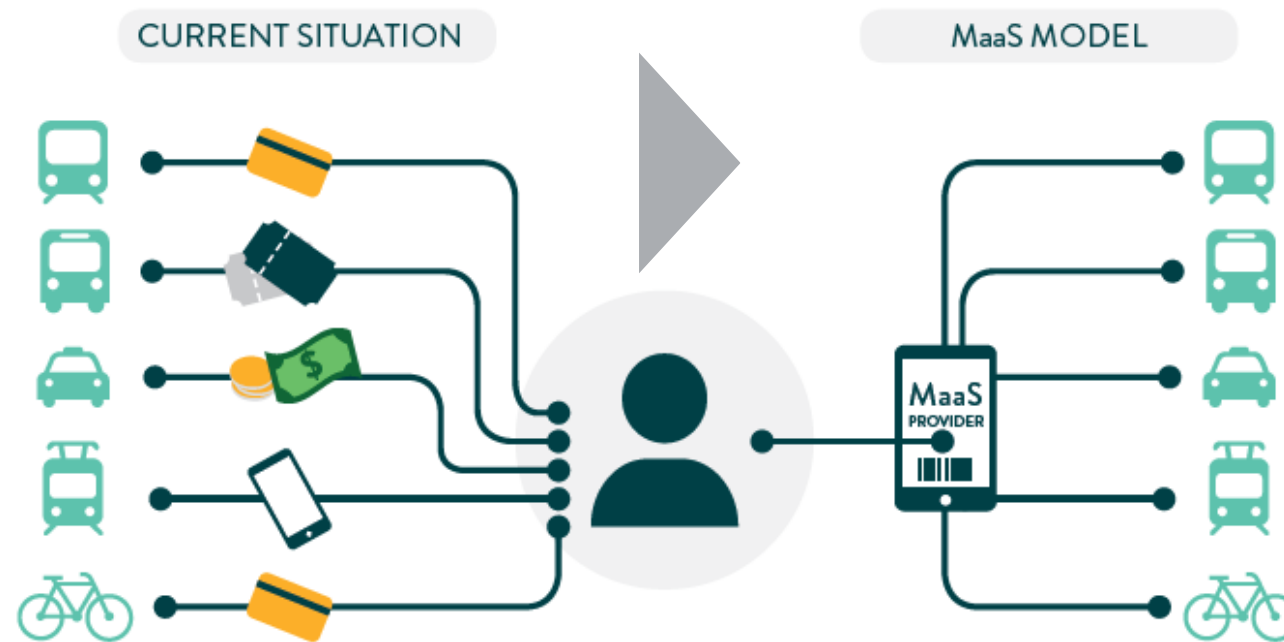 CURRENT SITUATION
MaaS MODEL
$
MaaS
PROVIDER